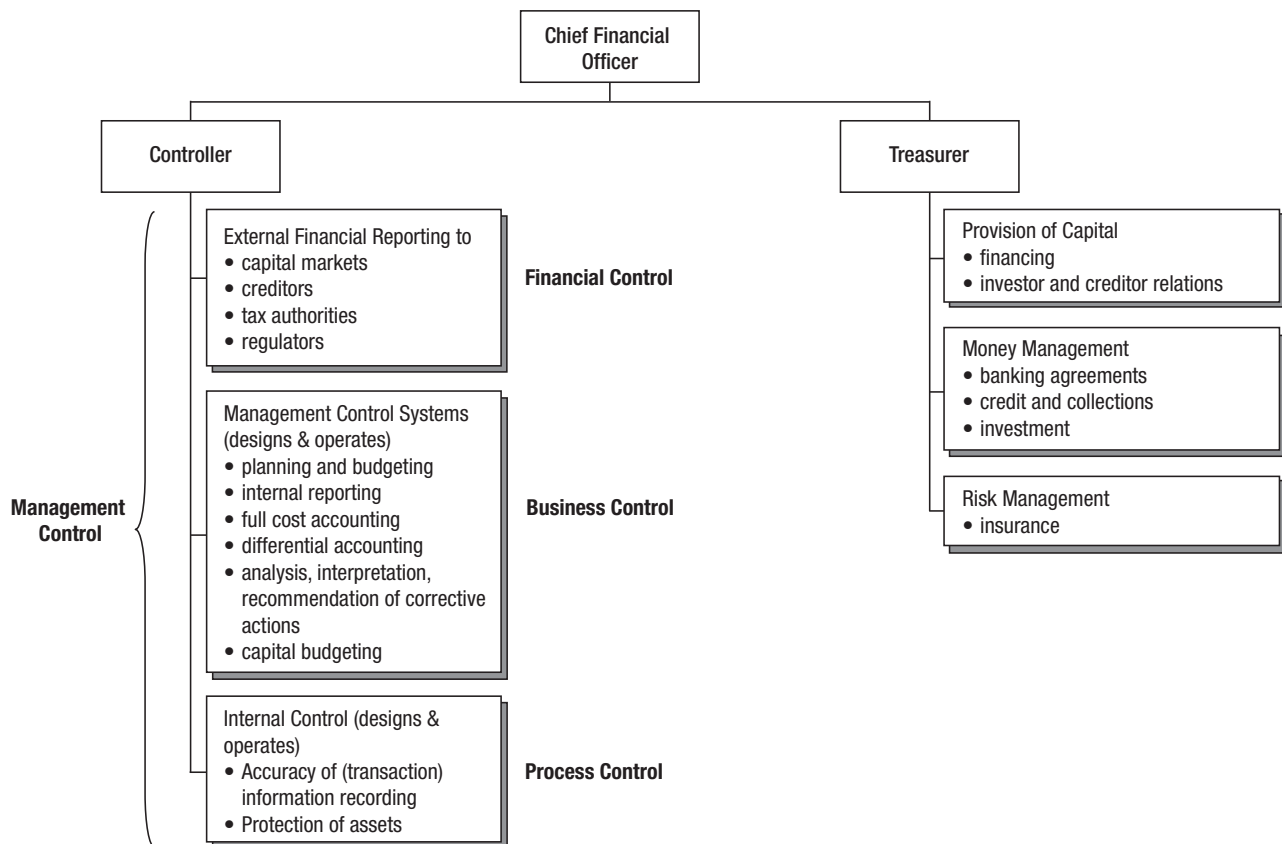 Chief Financial
Officer
Controller
Treasurer
Management
Control
External Financial Reporting to
• capital markets
• creditors
• tax authorities
• regulators
Financial Control
Management Control Systems
(designs & operates)
• planning and budgeting
• internal reporting
• full cost accounting
• differential accounting
• analysis, interpretation,
recommendation of corrective
actions
• capital budgeting
Business Control
Internal Control (designs &
operates)
• Accuracy of (transaction)
information recording
• Protection of assets
Process Control
Provision of Capital
• financing
• investor and creditor relations
Money Management
• banking agreements
• credit and collections
• investment
Risk Management
• insurance